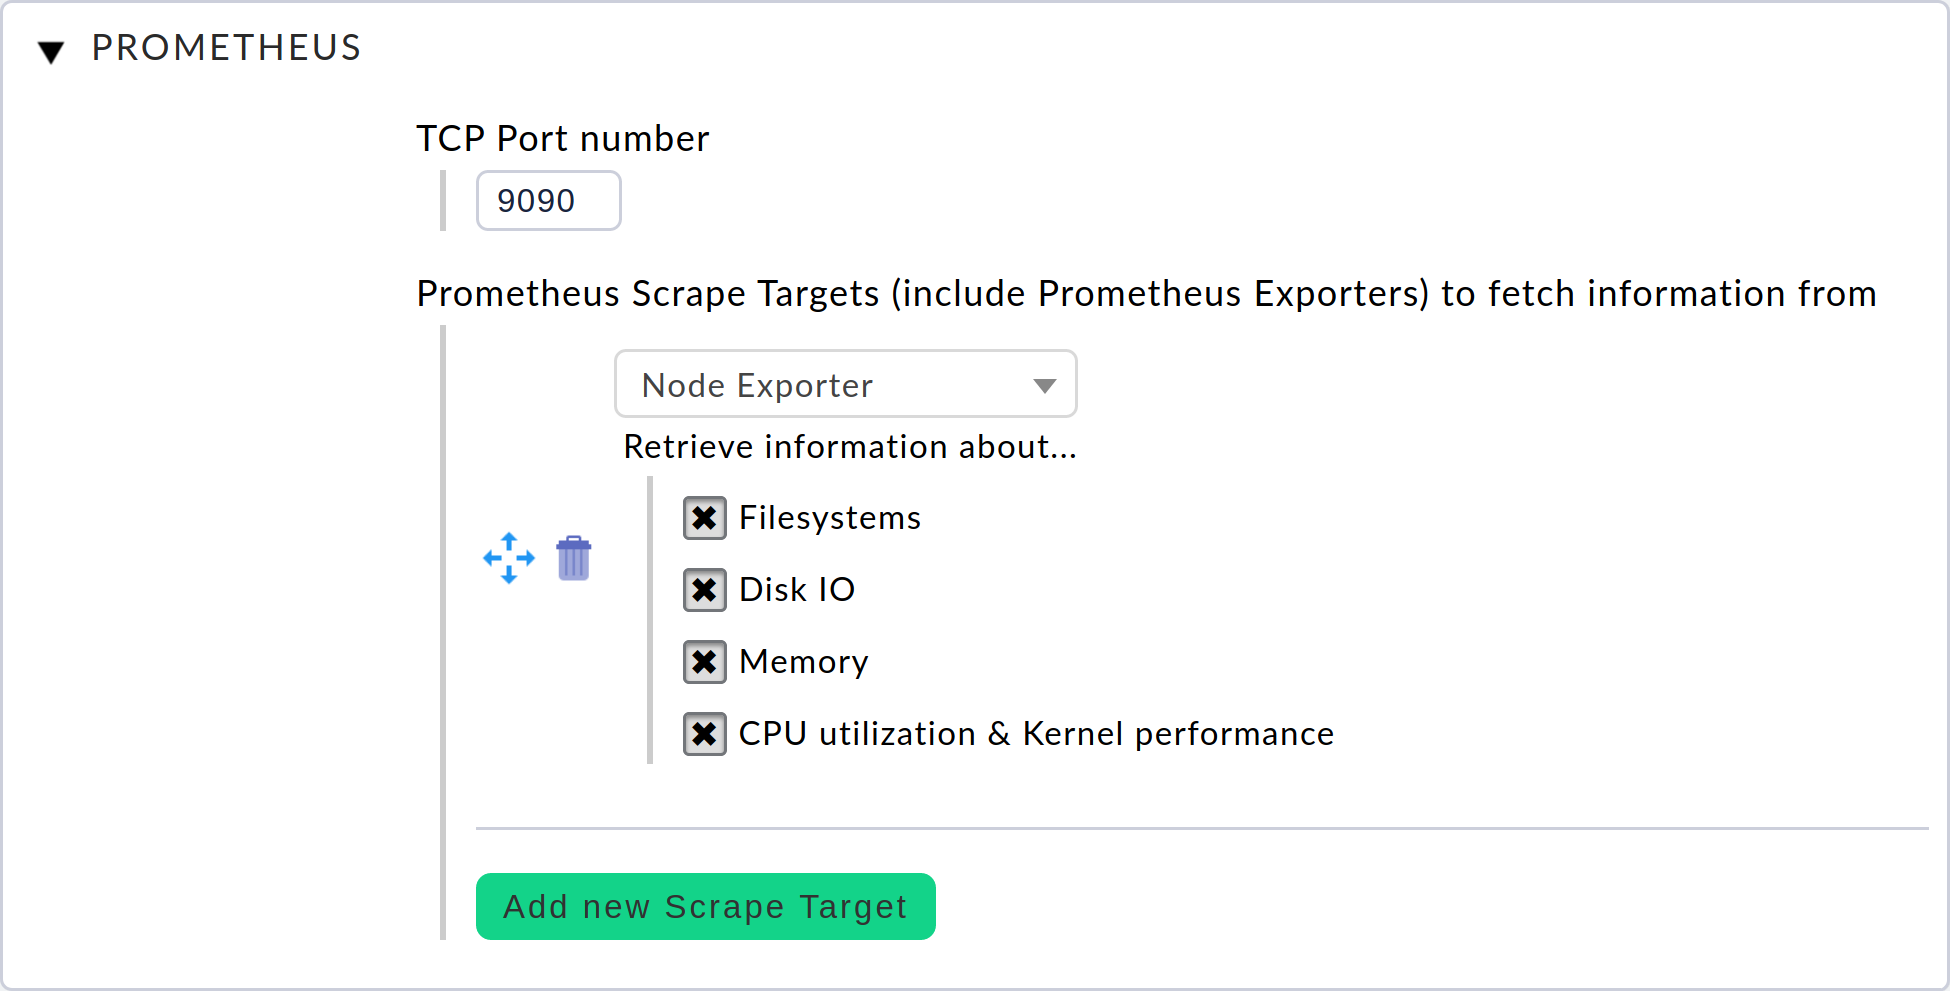 PROMETHEUS
TCP Port number
9090
Prometheus Scrape Targets (include Prometheus Exporters) to fetch information from
Node Exporter
Retrieve information about...
Filesystems
Disk IO
Memory
CPU utilization & Kernel performance
Add new Scrape Target